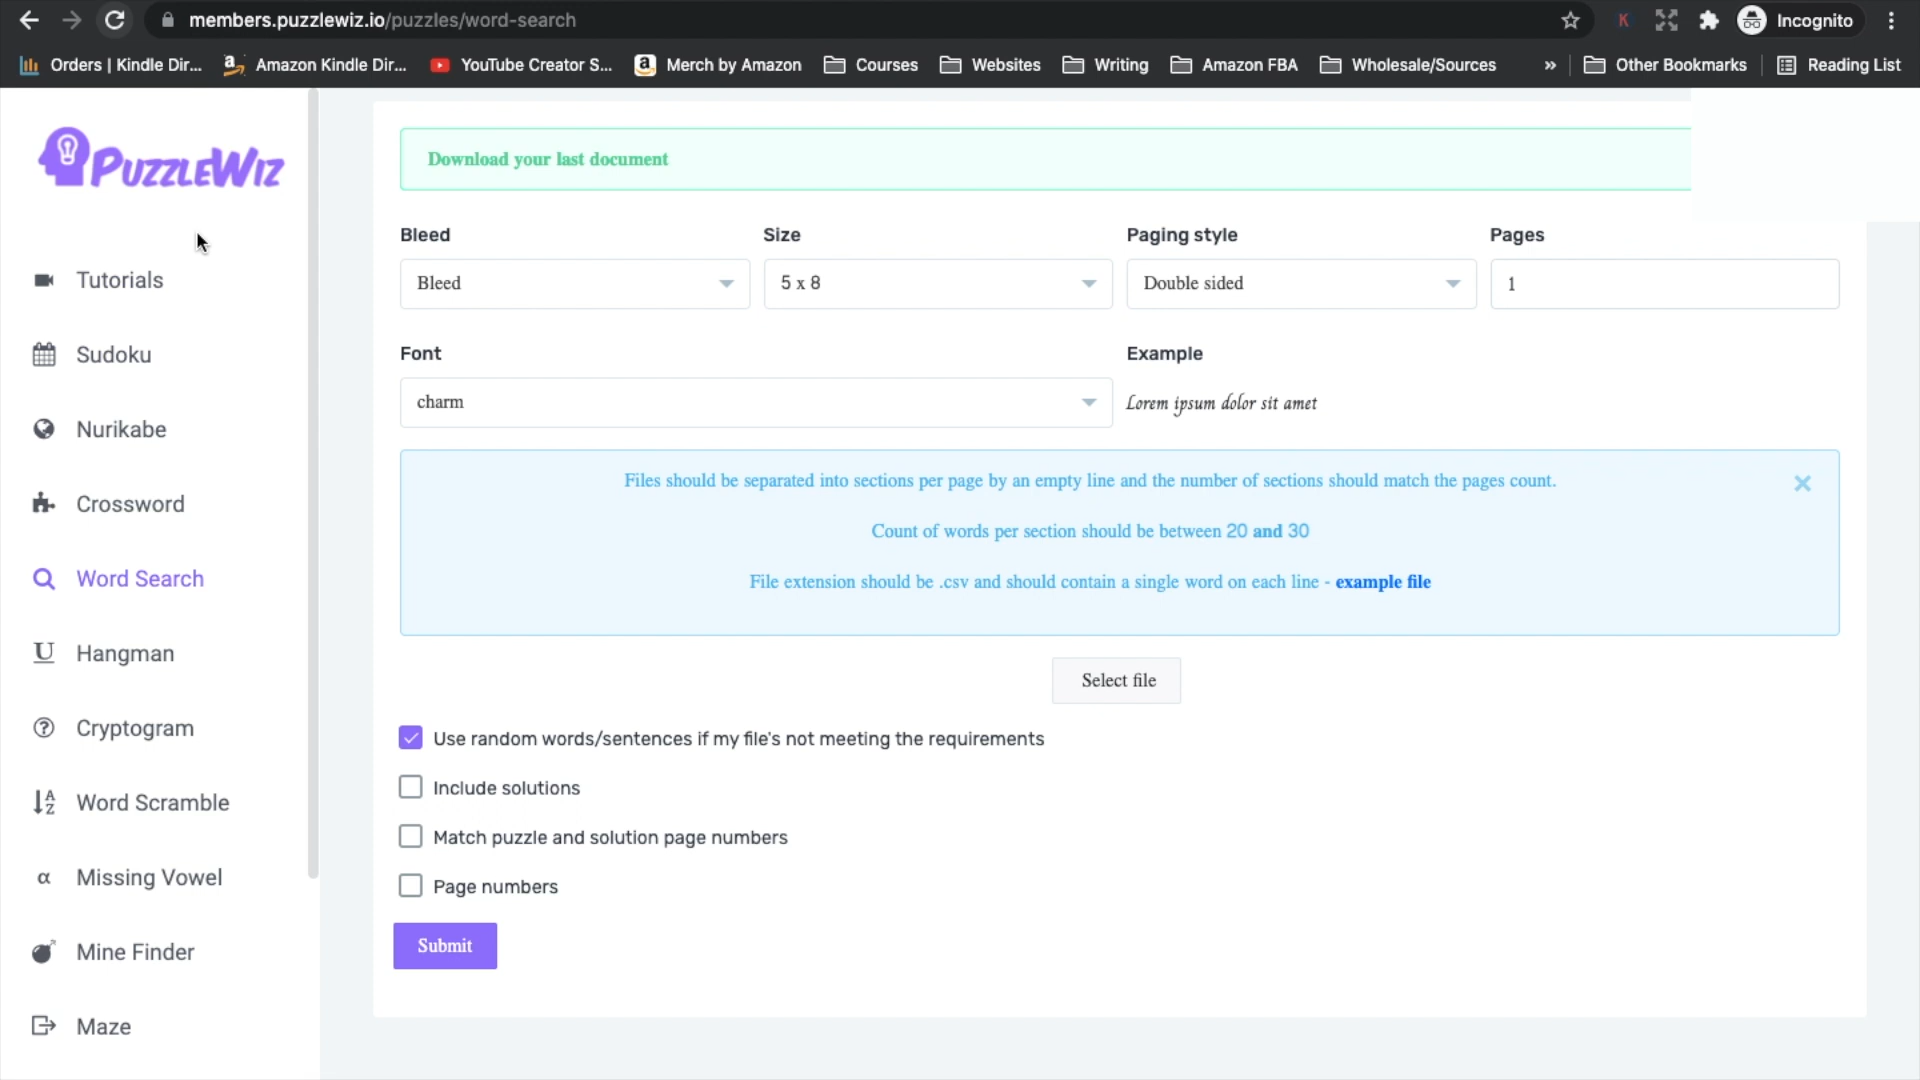 members.puzzlewiz.io/puzzles/word-search
K
Incognito
Orders | Kindle Dir...
Amazon Kindle Dir...
YouTube Creator S...
Merch by Amazon
Courses
Websites
Writing
Amazon FBA
Wholesale/Sources
»
Other Bookmarks
Reading List
PUZZLEWIZ
Download your last document
Bleed
Size
Paging style
Pages
Bleed
5 x 8
Double sided
1
Font
Example
charm
Lorem ipsum dolor sit amet
Files should be separated into sections per page by an empty line and the number of sections should match the pages count.
Count of words per section should be between 20 and 30
File extension should be .csv and should contain a single word on each line - example file
Select file
Use random words/sentences if my file's not meeting the requirements
Include solutions
Match puzzle and solution page numbers
Page numbers
Submit
Tutorials
Sudoku
Nurikabe
Crossword
Word Search
Hangman
Cryptogram
Word Scramble
Missing Vowel
Mine Finder
Maze